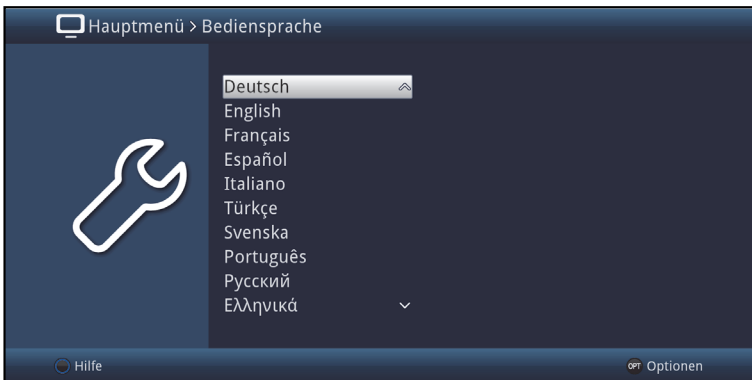 Hauptmenü > Bediensprache
Deutsch
English
Français
Español
Italiano
Türkçe
Svenska
Português
Русский
Ελληνικά
Hilfe
OPT Optionen